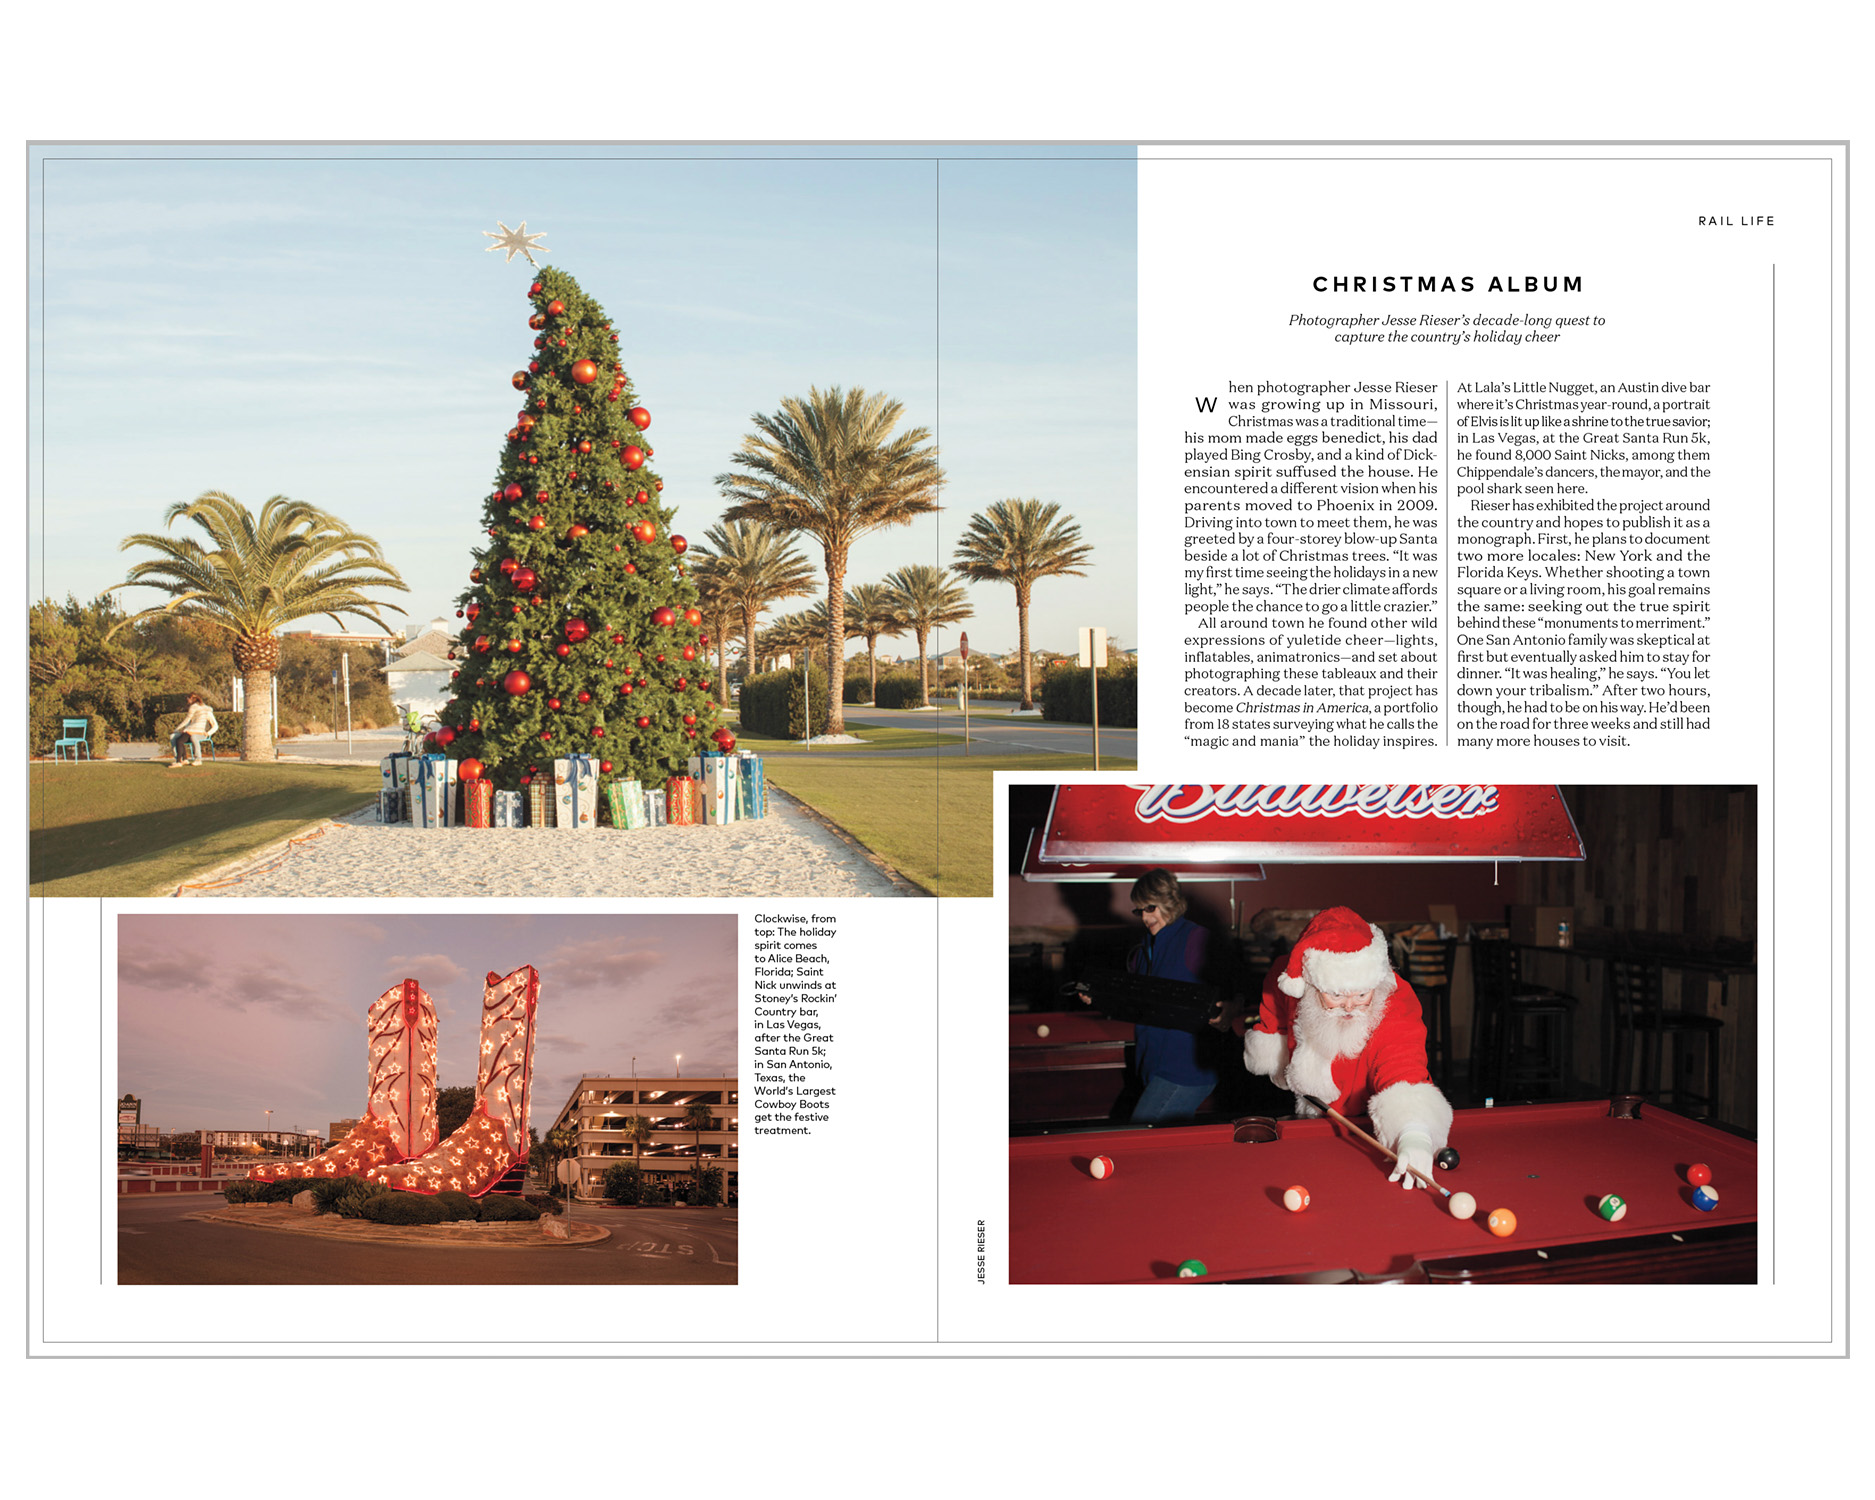 RAIL LIFE
CHRISTMAS ALBUM
Photographer Jesse Rieser's decade-long quest to
capture the country's holiday cheer
When photographer Jesse Rieser
was growing up in Missouri,
Christmas was a traditional time—
his mom made eggs benedict, his dad
played Bing Crosby, and a kind of Dick-
ensian spirit suffused the house. He
encountered a different vision when his
parents moved to Phoenix in 2009.
Driving into town to meet them, he was
greeted by a four-storey blow-up Santa
beside a lot of Christmas trees. “It was
my first time seeing the holidays in a new
light,” he says. “The drier climate affords
people the chance to go a little crazier.”
All around town he found other wild
expressions of yuletide cheer—lights,
inflatables, animatronics—and set about
photographing these tableaux and their
creators. A decade later, that project has
become Christmas in America, a portfolio
from 18 states surveying what he calls the
“magic and mania” the holiday inspires.
At Lala's Little Nugget, an Austin dive bar
where it's Christmas year-round, a portrait
of Elvis is lit up like a shrine to the true savior;
in Las Vegas, at the Great Santa Run 5k,
he found 8,000 Saint Nicks, among them
Chippendale's dancers, the mayor, and the
pool shark seen here.
Rieser has exhibited the project around
the country and hopes to publish it as a
monograph. First, he plans to document
two more locales: New York and the
Florida Keys. Whether shooting a town
square or a living room, his goal remains
the same: seeking out the true spirit
behind these “monuments to merriment.”
One San Antonio family was skeptical at
first but eventually asked him to stay for
dinner. “It was healing,” he says. “You let
down your tribalism.” After two hours,
though, he had to be on his way. He'd been
on the road for three weeks and still had
many more houses to visit.
Budweiser
Clockwise, from
top: The holiday
spirit comes
to Alice Beach,
Florida; Saint
Nick unwinds at
Stoney's Rockin'
Country bar,
in Las Vegas,
after the Great
Santa Run 5k;
in San Antonio,
Texas, the
World's Largest
Cowboy Boots
get the festive
treatment.
STOP
JESSE RIESER